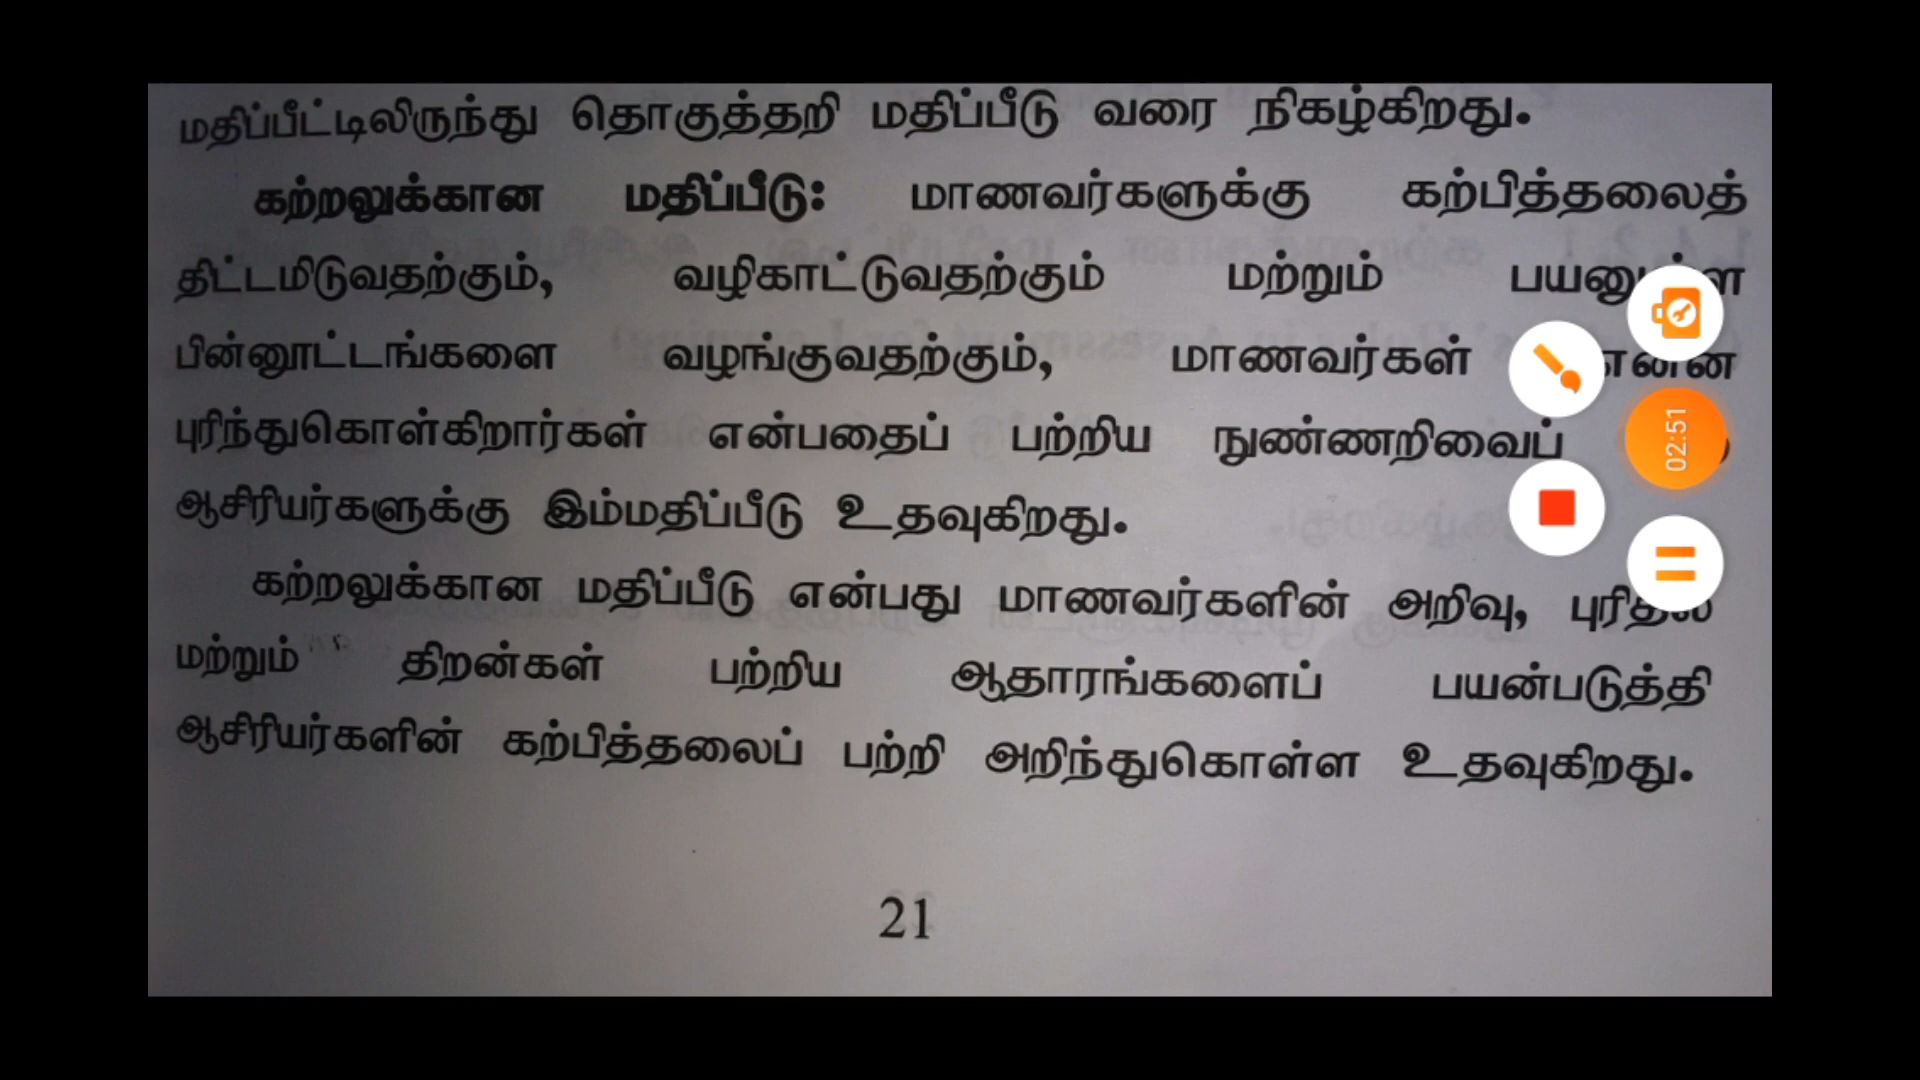 மதிப்பீட்டிலிருந்து தொகுத்தறி மதிப்பீடு வரை நிகழ்கிறது.
கற்றலுக்கான மதிப்பீடு: மாணவர்களுக்கு கற்பித்தலைத்
திட்டமிடுவதற்கும், வழிகாட்டுவதற்கும் மற்றும்
பின்னூட்டங்களை வழங்குவதற்கும், மாணவர்கள்
புரிந்துகொள்கிறார்கள் என்பதைப் பற்றிய நுண்ணறிவைப்
02:51
ஆசிரியர்களுக்கு இம்மதிப்பீடு உதவுகிறது.
கற்றலுக்கான மதிப்பீடு என்பது மாணவர்களின் அறிவு, புரிதல்
மற்றும் திறன்கள் பற்றிய ஆதாரங்களைப் பயன்படுத்தி
ஆசிரியர்களின் கற்பித்தலைப் பற்றி அறிந்துகொள்ள உதவுகிறது.
21